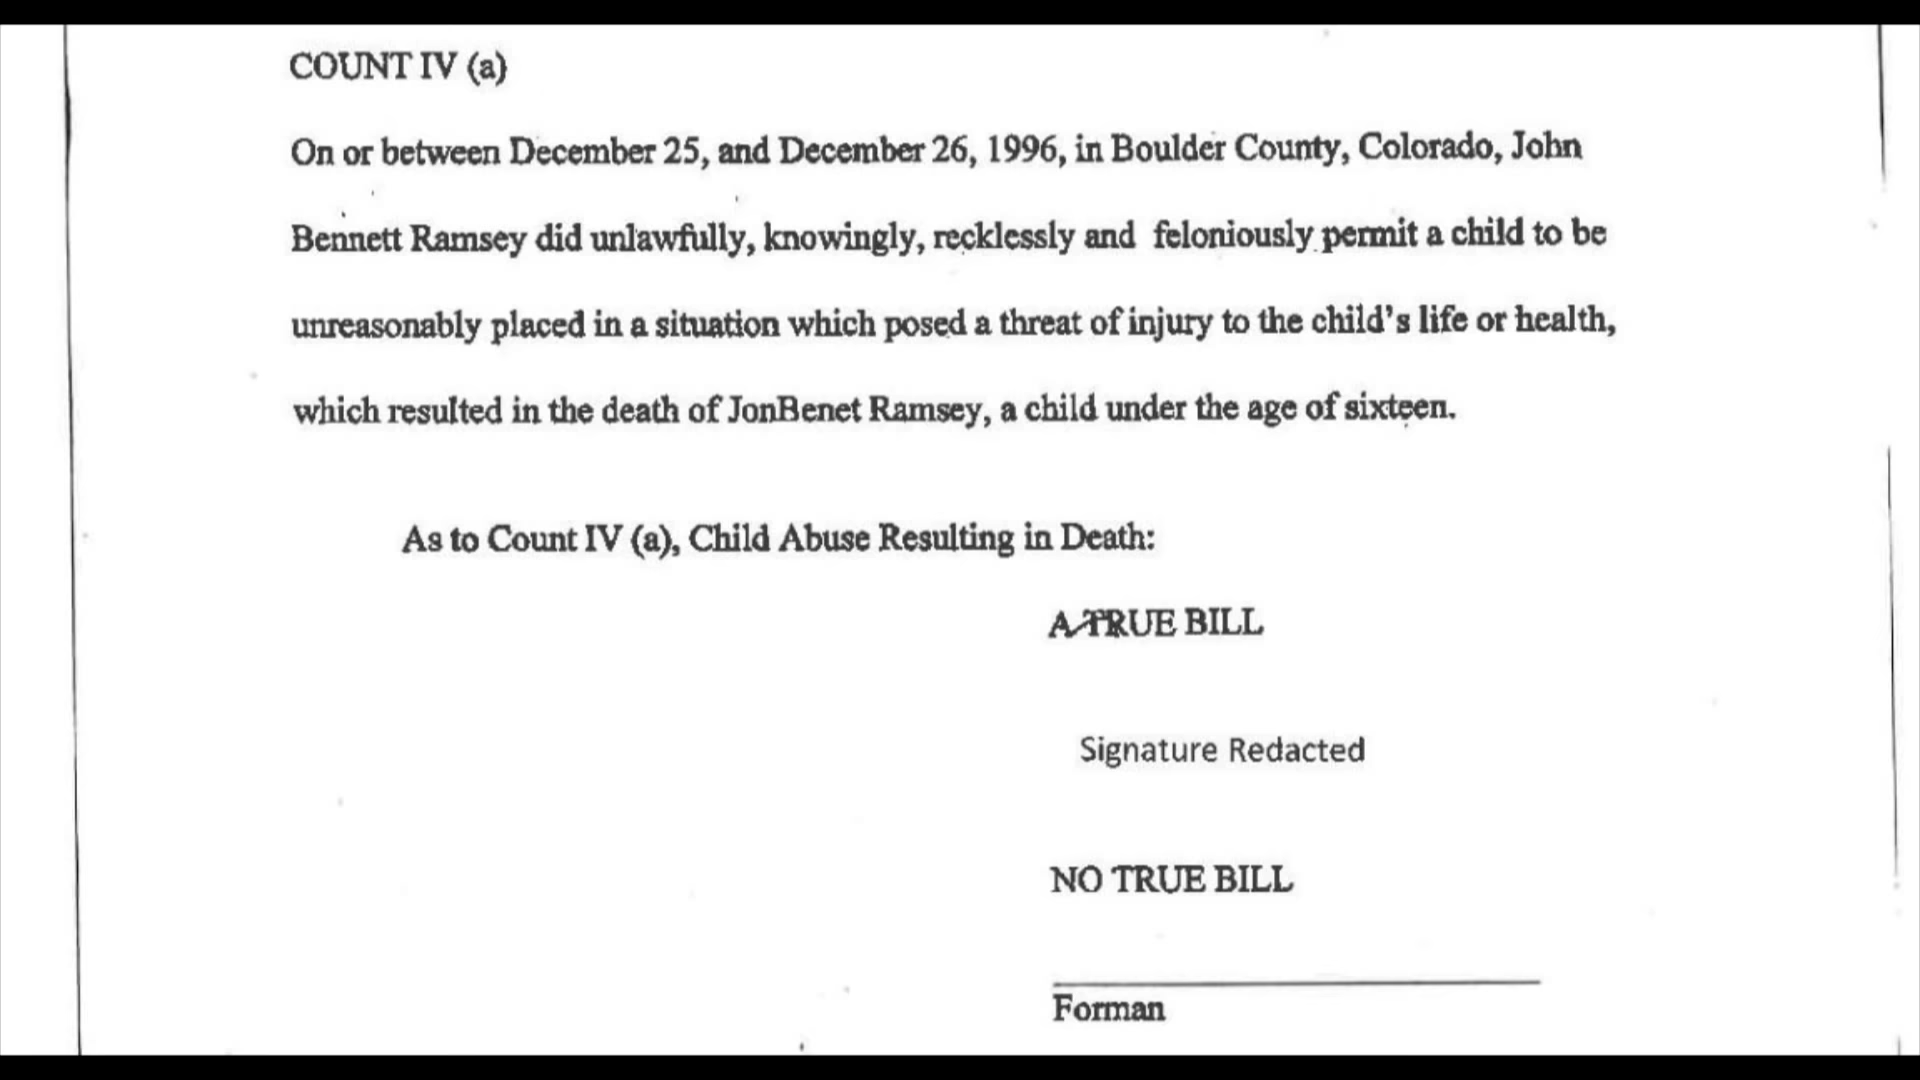 COUNT IV (a)
On or between December 25, and December 26, 1996, in Boulder County, Colorado, John
Bennett Ramsey did unlawfully, knowingly, recklessly and feloniously permit a child to be
unreasonably placed in a situation which posed a threat of injury to the child's life or health,
which resulted in the death of JonBenet Ramsey, a child under the age of sixteen.
As to Count IV (a), Child Abuse Resulting in Death:
A TRUE BILL
Signature Redacted
NO TRUE BILL
Forman